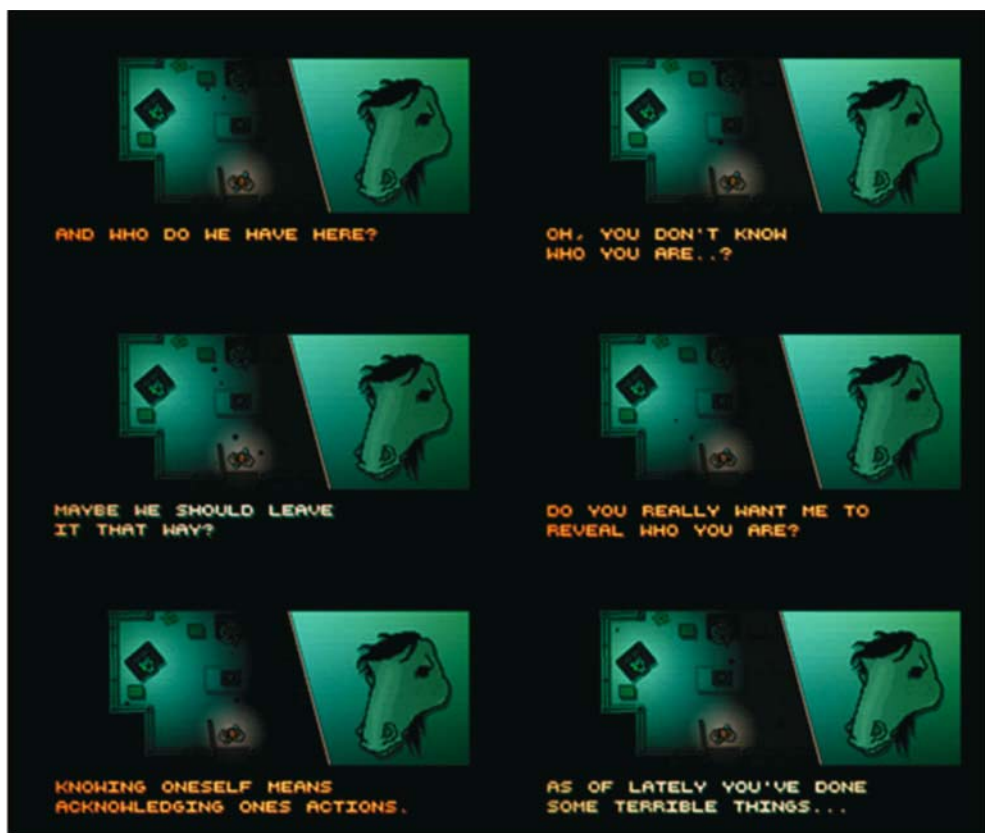 AND WHO DO WE HAVE HERE?
OH, YOU DON'T KNOW
WHO YOU ARE..?
MAYBE WE SHOULD LEAVE
IT THAT WAY?
DO YOU REALLY WANT ME TO
REVEAL WHO YOU ARE?
KNOWING ONESELF MEANS
ACKNOWLEDGING ONES ACTIONS.
AS OF LATELY YOU'VE DONE
SOME TERRIBLE THINGS...